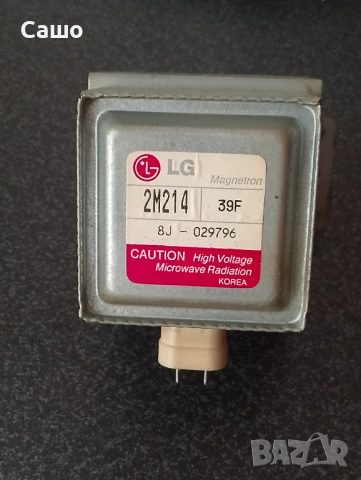 Сашо
LG
Magnetron
2M214 39F
8J - 029796
CAUTION High Voltage
Microwave Radiation
KOREA
BAZAR